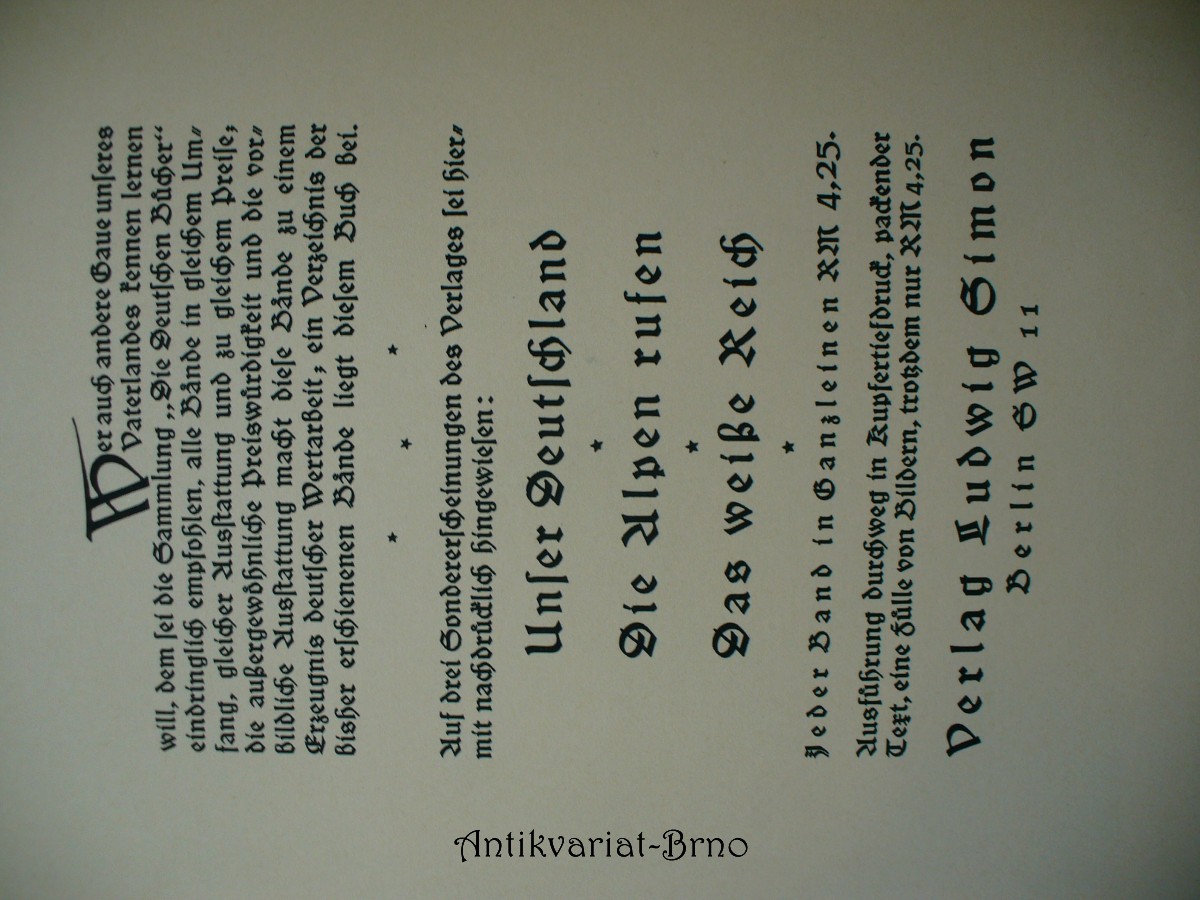 Wer auch andere Gaue unseres
Vaterlandes kennen lernen
will, dem sei die Sammlung „Die Deutschen Bücher“
eindringlich empfohlen, alle Bände in gleichem Um-
fang, gleicher Ausstattung und zu gleichem Preise;
die außergewöhnliche Preiswürdigkeit und die vor-
bildliche Ausstattung macht diese Bände zu einem
Erzeugnis deutscher Wertarbeit; ein Verzeichnis der
bisher erschienenen Bände liegt diesem Buch bei.
* * *
Auf drei Sondererscheinungen des Verlages sei hier-
mit nachdrücklich hingewiesen:
Unser Deutschland
*
Die Alpen rufen
*
Das weiße Reich
*
Jeder Band in Ganzleinen RM 4,25.
Ausführung durchweg in Kupfertiefdruck, packender
Text, eine Fülle von Bildern, trotzdem nur RM 4,25.
Verlag Ludwig Simon
Berlin SW 11
Antikvariat-Brno